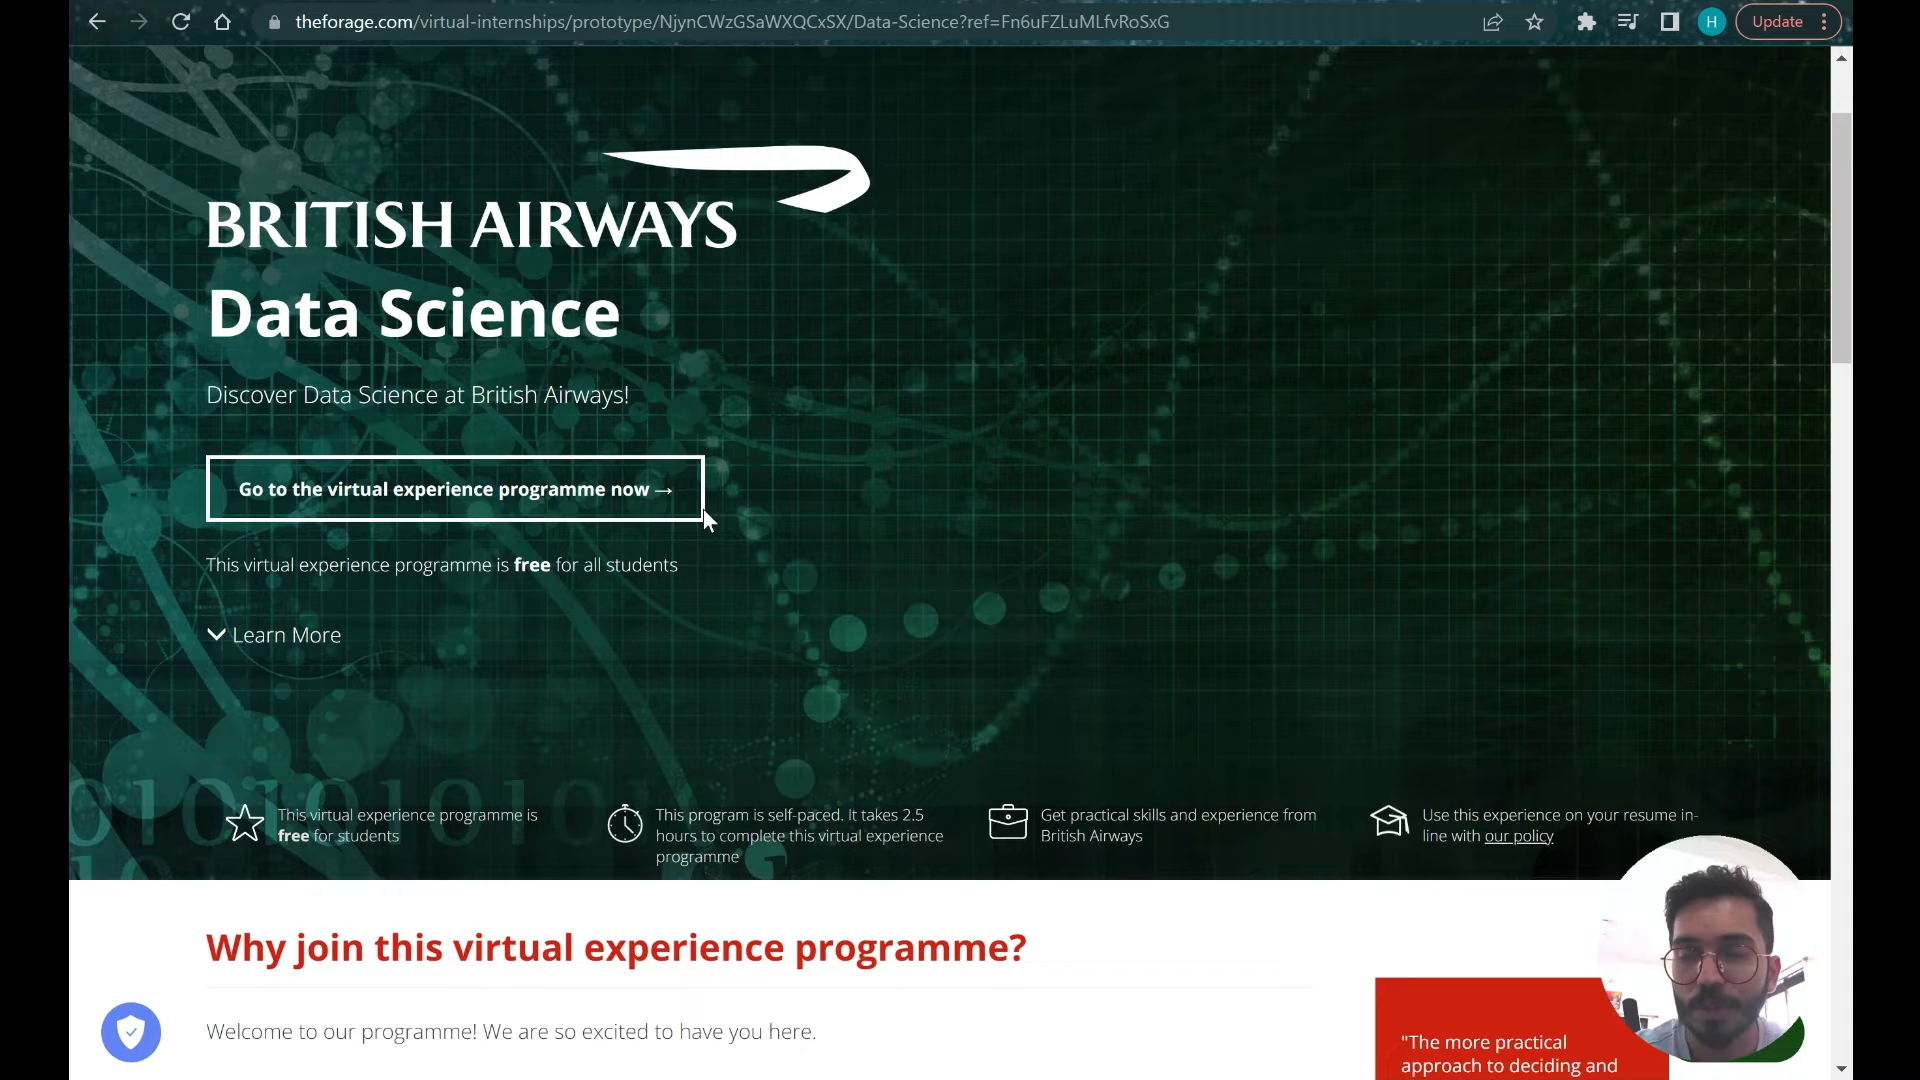 theforage.com/virtual-internships/prototype/NjynCWzGSaWXQCxSX/Data-Science?ref=Fn6uFZLuMLfvRoSxG
H
Update
BRITISH AIRWAYS
Data Science
Discover Data Science at British Airways!
Go to the virtual experience programme now →
This virtual experience programme is free for all students
Learn More
This virtual experience programme is
free for students
This program is self-paced. It takes 2.5
hours to complete this virtual experience
programme
Get practical skills and experience from
British Airways
Use this experience on your resume in-
line with our policy
Why join this virtual experience programme?
Welcome to our programme! We are so excited to have you here.
"The more practical
approach to deciding and